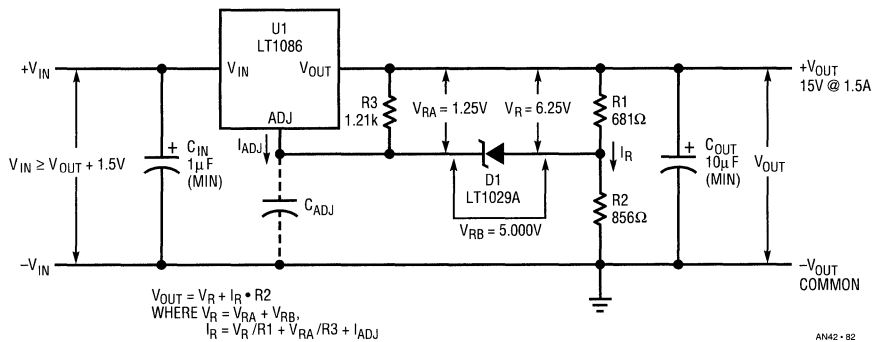 U1
LT1086
V_IN
V_OUT
ADJ
+V_IN
V_IN ≥ V_OUT + 1.5V
C_IN
1µF
(MIN)
+
I_ADJ
C_ADJ
R3
1.21k
V_RA = 1.25V
V_R = 6.25V
D1
LT1029A
V_RB = 5.000V
R1
681Ω
I_R
R2
856Ω
+
C_OUT
10µF
(MIN)
V_OUT
+V_OUT
15V @ 1.5A
–V_IN
–V_OUT
COMMON
V_OUT = V_R + I_R • R2
WHERE V_R = V_RA + V_RB,
I_R = V_R /R1 + V_RA /R3 + I_ADJ
AN42 • 82